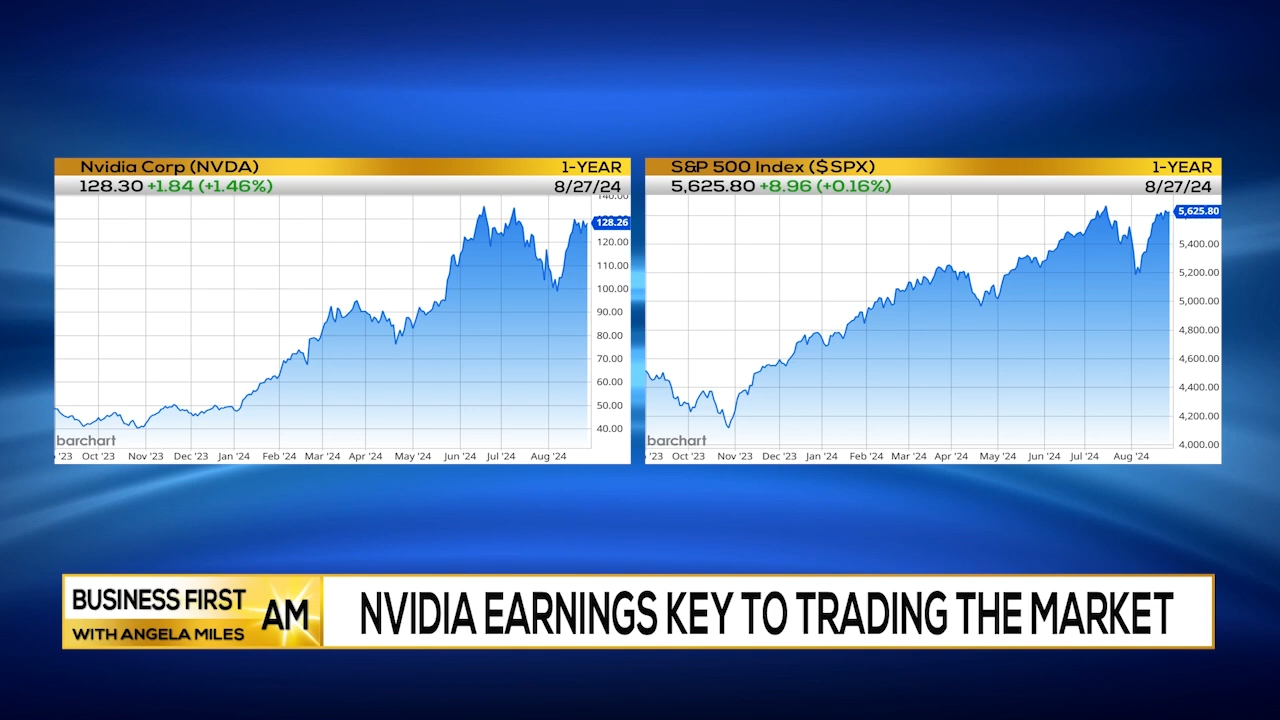 Nvidia Corp (NVDA) 1-YEAR
128.30 +1.84 (+1.46%) 8/27/24
140.00
128.26
120.00
110.00
100.00
90.00
80.00
70.00
60.00
50.00
40.00
barchart
'23 Oct '23 Nov '23 Dec '23 Jan '24 Feb '24 Mar '24 Apr '24 May '24 Jun '24 Jul '24 Aug '24
S&P 500 Index ($SPX) 1-YEAR
5,625.80 +8.96 (+0.16%) 8/27/24
5,625.80
5,400.00
5,200.00
5,000.00
4,800.00
4,600.00
4,400.00
4,200.00
4,000.00
barchart
'23 Oct '23 Nov '23 Dec '23 Jan '24 Feb '24 Mar '24 Apr '24 May '24 Jun '24 Jul '24 Aug '24
BUSINESS FIRST AM
WITH ANGELA MILES
NVIDIA EARNINGS KEY TO TRADING THE MARKET